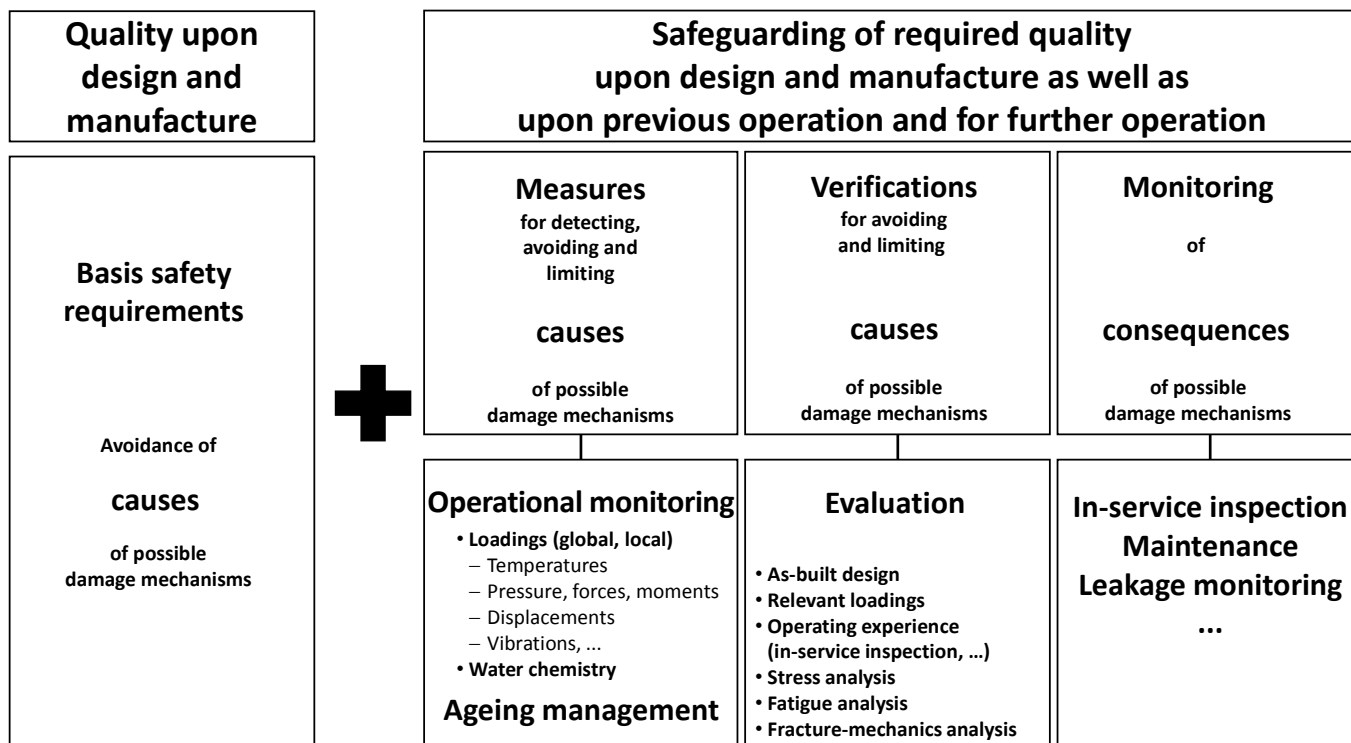 Quality upon
design and
manufacture
Safeguarding of required quality
upon design and manufacture as well as
upon previous operation and for further operation
Basis safety
requirements
Avoidance of
causes
of possible
damage mechanisms
Measures
for detecting,
avoiding and
limiting
causes
of possible
damage mechanisms
Verifications
for avoiding
and limiting
causes
of possible
damage mechanisms
Monitoring
of
consequences
of possible
damage mechanisms
Operational monitoring
• Loadings (global, local)
– Temperatures
– Pressure, forces, moments
– Displacements
– Vibrations, ...
• Water chemistry
Ageing management
Evaluation
• As-built design
• Relevant loadings
• Operating experience
(in-service inspection, …)
• Stress analysis
• Fatigue analysis
• Fracture-mechanics analysis
In-service inspection
Maintenance
Leakage monitoring
...